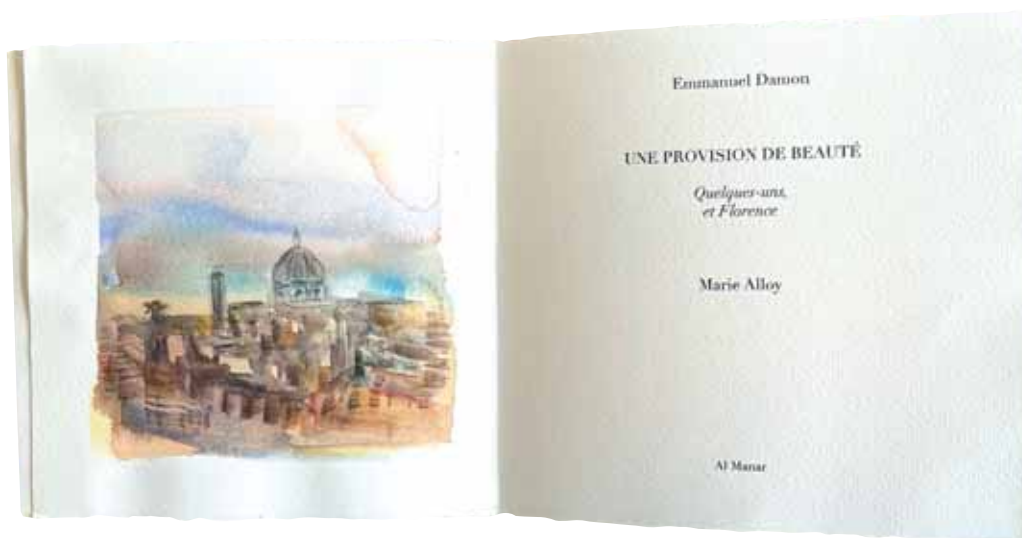 Emmanuel Damon
UNE PROVISION DE BEAUTÉ
Quelques-uns,
et Florence
Marie Alloy
Al Manar